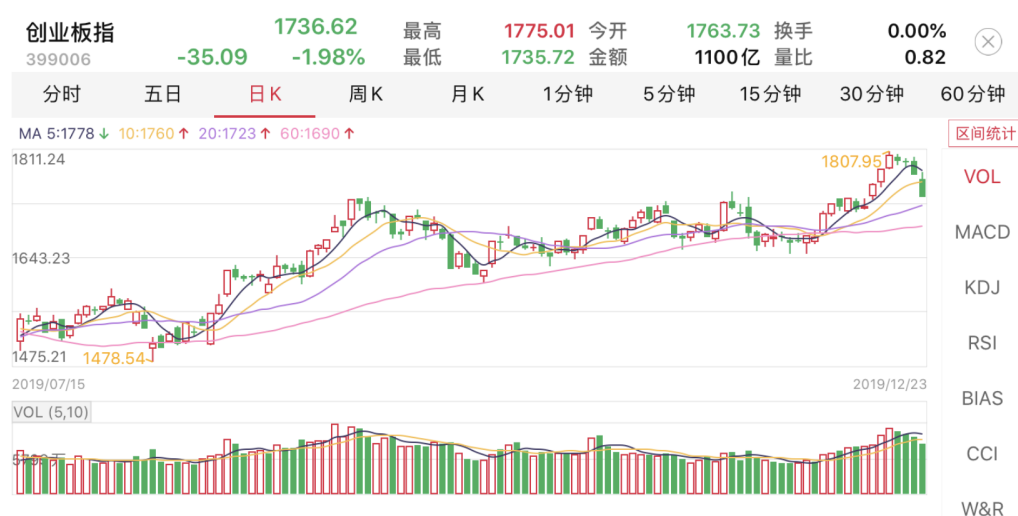 创业板指 1736.62 最高 1775.01 今开 1763.73 换手 0.00%
399006 -35.09 -1.98% 最低 1735.72 金额 1100亿 量比 0.82
分时 五日 日K 周K 月K 1分钟 5分钟 15分钟 30分钟 60分钟
MA 5:1778↓ 10:1760↑ 20:1723↑ 60:1690↑ 区间统计
1811.24 1807.95
VOL
MACD
1643.23
KDJ
RSI
1475.21 1478.54
2019/07/15 2019/12/23
BIAS
VOL (5,10)
CCI
W&R